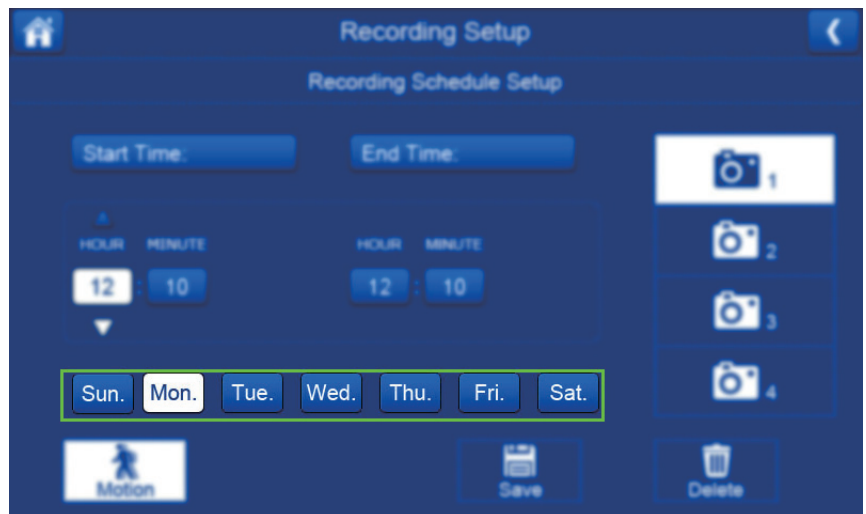 Recording Setup
Recording Schedule Setup
Start Time: End Time:
HOUR MINUTE HOUR MINUTE
12 : 10 12 : 10
Sun. Mon. Tue. Wed. Thu. Fri. Sat.
1
2
3
4
Motion Save Delete